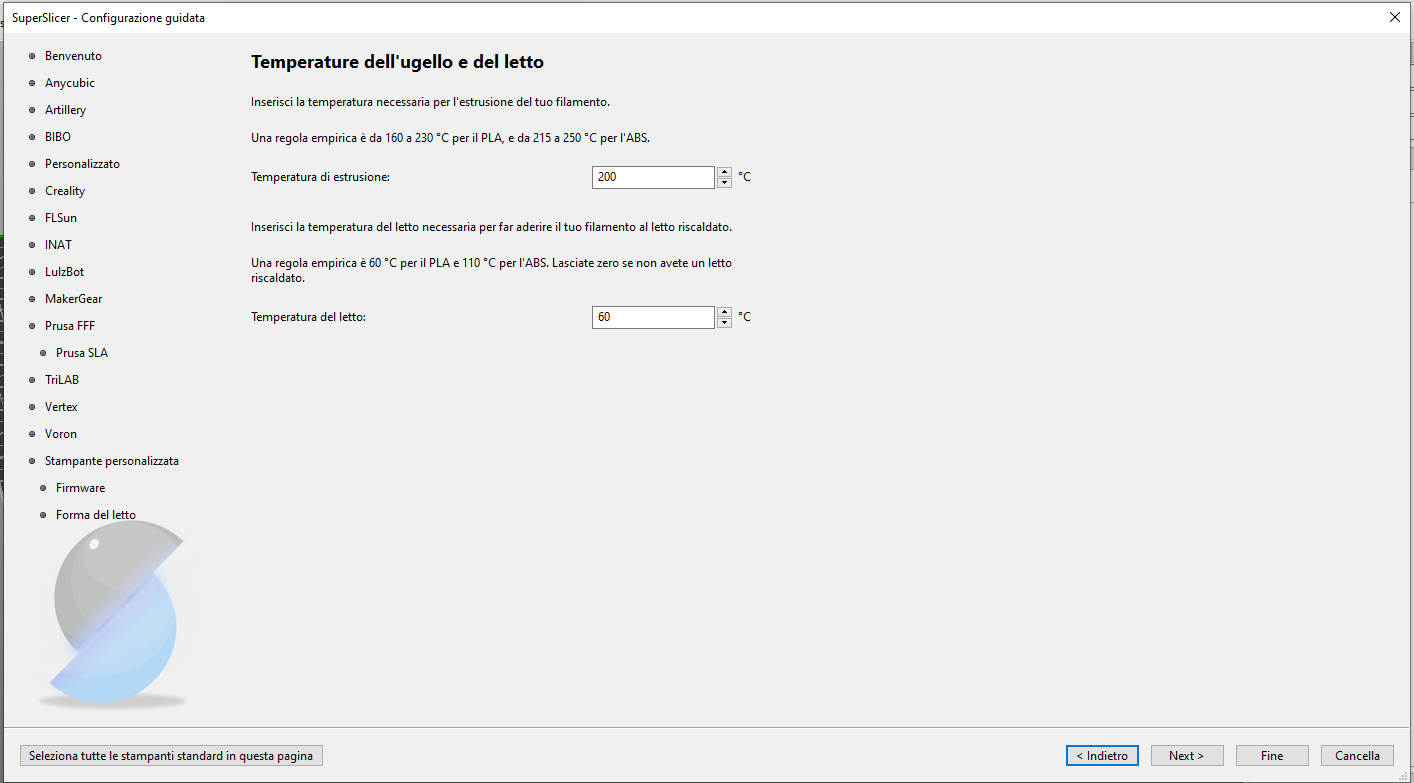 SuperSlicer - Configurazione guidata
Benvenuto
Anycubic
Artillery
BIBO
Personalizzato
Creality
FLSun
INAT
LulzBot
MakerGear
Prusa FFF
Prusa SLA
TriLAB
Vertex
Voron
Stampante personalizzata
Firmware
Forma del letto
Temperature dell'ugello e del letto
Inserisci la temperatura necessaria per l'estrusione del tuo filamento.
Una regola empirica è da 160 a 230 °C per il PLA, e da 215 a 250 °C per l'ABS.
Temperatura di estrusione: 200 °C
Inserisci la temperatura del letto necessaria per far aderire il tuo filamento al letto riscaldato.
Una regola empirica è 60 °C per il PLA e 110 °C per l'ABS. Lasciate zero se non avete un letto
riscaldato.
Temperatura del letto: 60 °C
Seleziona tutte le stampanti standard in questa pagina
< Indietro
Next >
Fine
Cancella